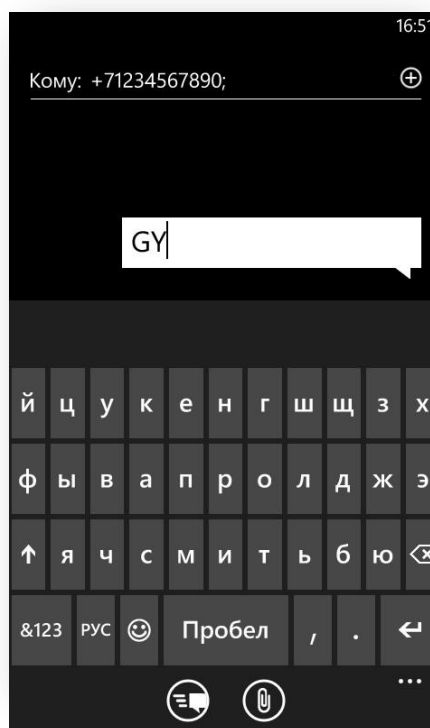 16:51
Кому: +71234567890;
GY
й ц у к е н г ш щ з х
ф ы в а п р о л д ж э
я ч с м и т ь б ю
&123 РУС Пробел , .